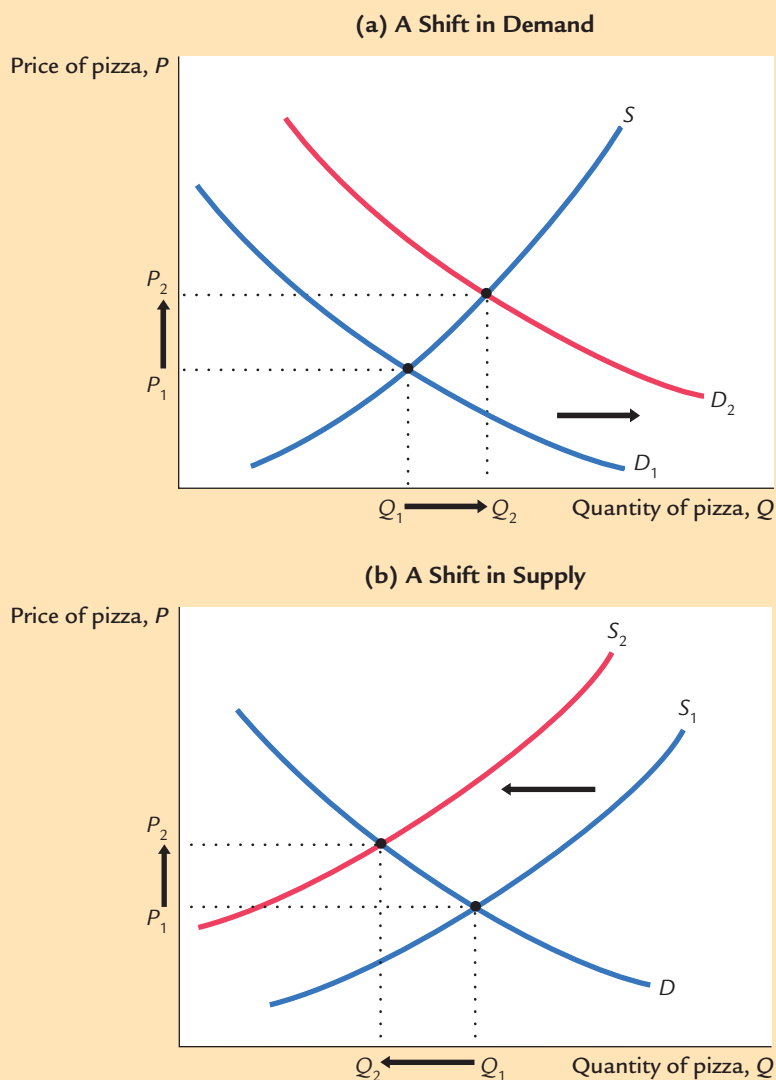 (a) A Shift in Demand
Price of pizza, P
S
P₂
P₁
D₂
D₁
Q₁ Q₂ Quantity of pizza, Q
(b) A Shift in Supply
Price of pizza, P
S₂
S₁
P₂
P₁
D
Q₂ Q₁ Quantity of pizza, Q